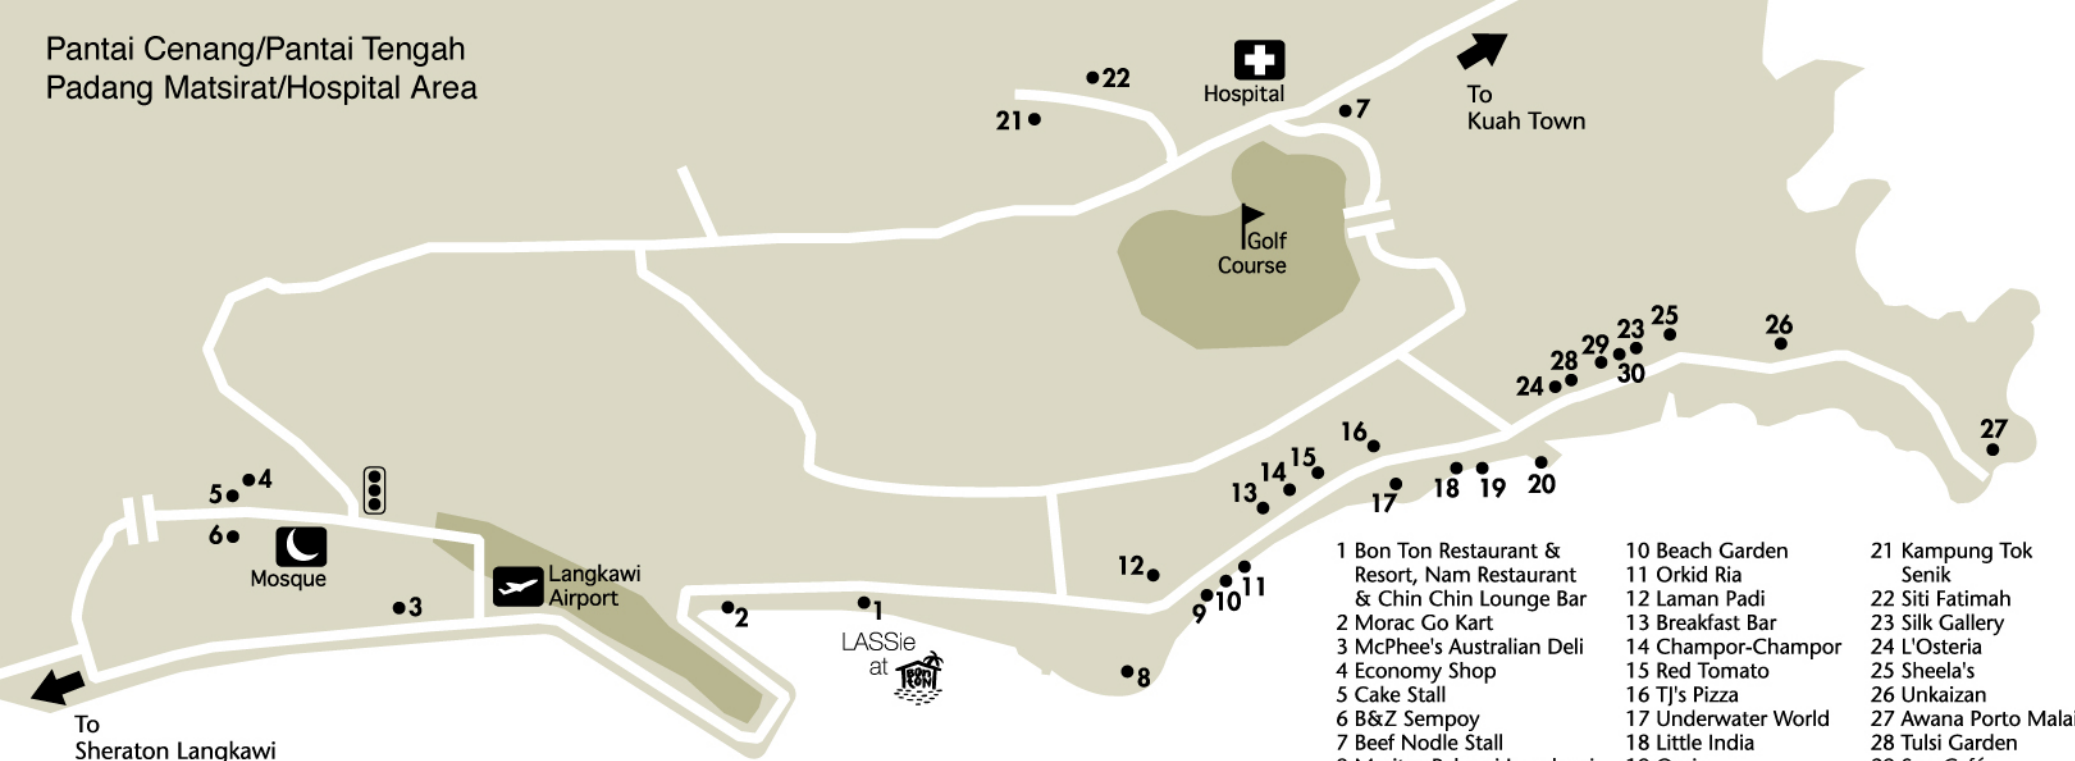 Pantai Cenang/Pantai Tengah
Padang Matsirat/Hospital Area
22
21
Hospital
7
To
Kuah Town
Golf
Course
25
23
29
30
28
24
26
27
16
15
14
13
17
18
19
20
12
11
10
9
8
4
5
6
Mosque
3
Langkawi
Airport
2
1
LASSie
at
BON
TON
To
Sheraton Langkawi
1 Bon Ton Restaurant &
Resort, Nam Restaurant
& Chin Chin Lounge Bar
2 Morac Go Kart
3 McPhee's Australian Deli
4 Economy Shop
5 Cake Stall
6 B&Z Sempoy
7 Beef Nodle Stall
10 Beach Garden
11 Orkid Ria
12 Laman Padi
13 Breakfast Bar
14 Champor-Champor
15 Red Tomato
16 TJ's Pizza
17 Underwater World
18 Little India
21 Kampung Tok
Senik
22 Siti Fatimah
23 Silk Gallery
24 L'Osteria
25 Sheela's
26 Unkaizan
27 Awana Porto Malai
28 Tulsi Garden